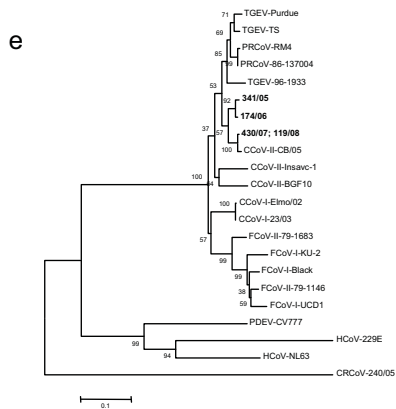 e
71
TGEV-Purdue
69
TGEV-TS
PRCoV-RM4
85
99
PRCoV-86-137004
TGEV-96-1933
53
92
341/05
174/06
37
57
430/07; 119/08
100
CCoV-II-CB/05
CCoV-II-Insavc-1
100
64
CCoV-II-BGF10
100
CCoV-I-Elmo/02
CCoV-I-23/03
57
FCoV-II-79-1683
99
FCoV-I-KU-2
99
FCoV-I-Black
38
FCoV-II-79-1146
59
FCoV-I-UCD1
PDEV-CV777
99
HCoV-229E
94
HCoV-NL63
CRCoV-240/05
0.1